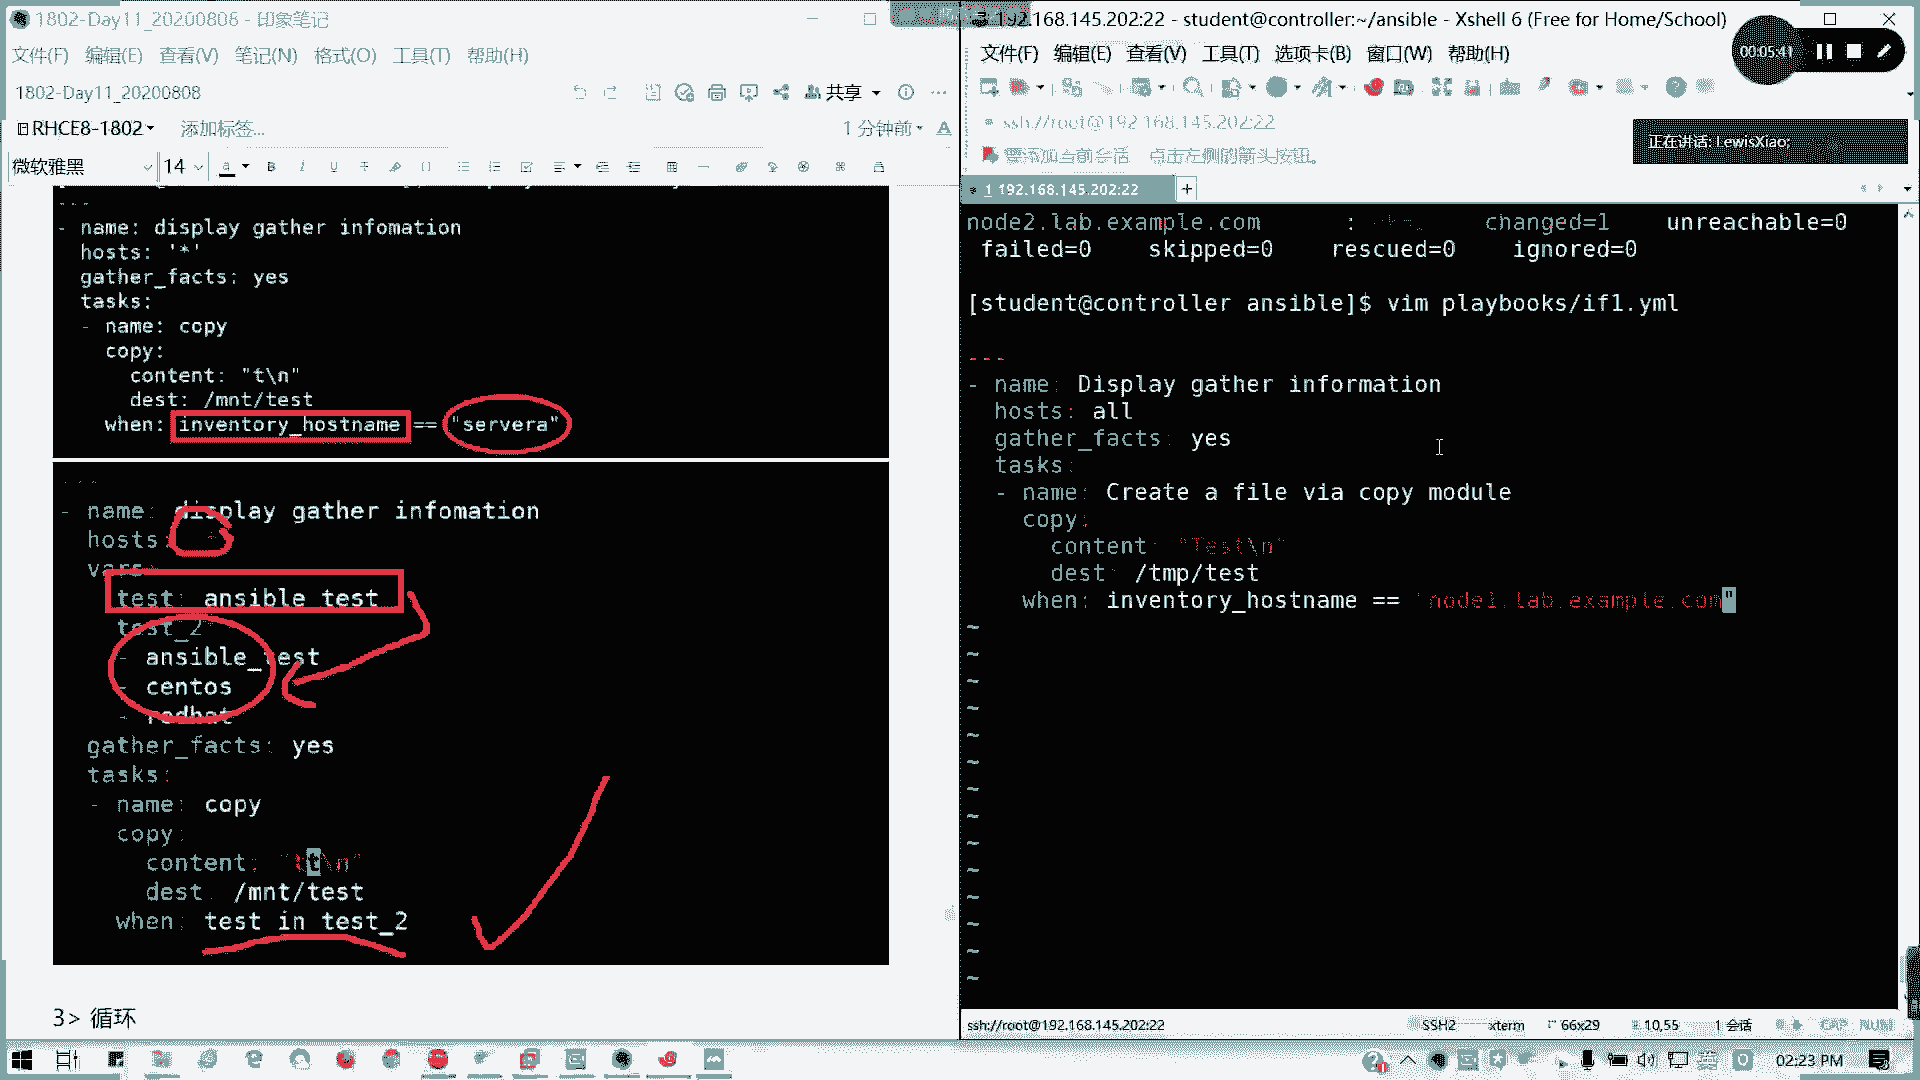 1802-Day11_20200808 - 印象笔记
文件(F) 编辑(E) 查看(V) 笔记(N) 格式(O) 工具(T) 帮助(H)
1802-Day11_20200808
共享
RHCE8-1802
添加标签...
1 分钟前
微软雅黑
14
---
- name: display gather infomation
hosts: '*'
gather_facts: yes
tasks:
- name: copy
copy:
content: "t\n"
dest: /mnt/test
when: inventory_hostname == "servera"
---
- name: display gather infomation
hosts:
vars:
test: ansible_test
test_2:
- ansible_test
- centos
- redhat
gather_facts: yes
tasks:
- name: copy
copy:
content: "tt\n"
dest: /mnt/test
when: test in test_2
3> 循环
192.168.145.202:22 - student@controller:~/ansible - Xshell 6 (Free for Home/School)
文件(F) 编辑(E) 查看(V) 工具(T) 选项卡(B) 窗口(W) 帮助(H)
00:05:41
ssh://root@192.168.145.202:22
要添加当前会话,点击左侧的箭头按钮。
正在讲话: LewisXiao;
1 192.168.145.202:22
node2.lab.example.com : changed=1 unreachable=0
failed=0 skipped=0 rescued=0 ignored=0
[student@controller ansible]$ vim playbooks/if1.yml
---
- name: Display gather information
hosts: all
gather_facts: yes
tasks:
- name: Create a file via copy module
copy:
content: "Test\n"
dest: /tmp/test
when: inventory_hostname == "node1.lab.example.com"
~
~
~
~
~
~
~
~
~
~
~
~
~
~
ssh://root@192.168.145.202:22
SSH2 xterm 66x29 10,55 1 会话 CAP NUM
02:23 PM